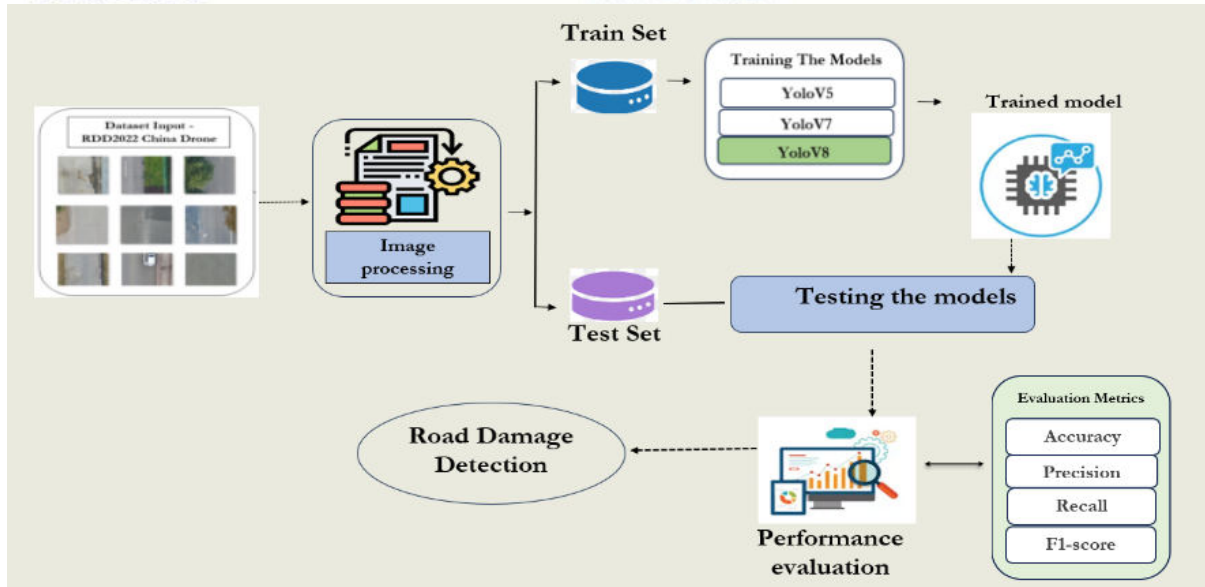 Train Set
Training The Models
YoloV5
YoloV7
YoloV8
Trained model
Dataset Input -
RDD2022 China Drone
Image
processing
Test Set
Testing the models
Road Damage
Detection
Performance
evaluation
Evaluation Metrics
Accuracy
Precision
Recall
F1-score